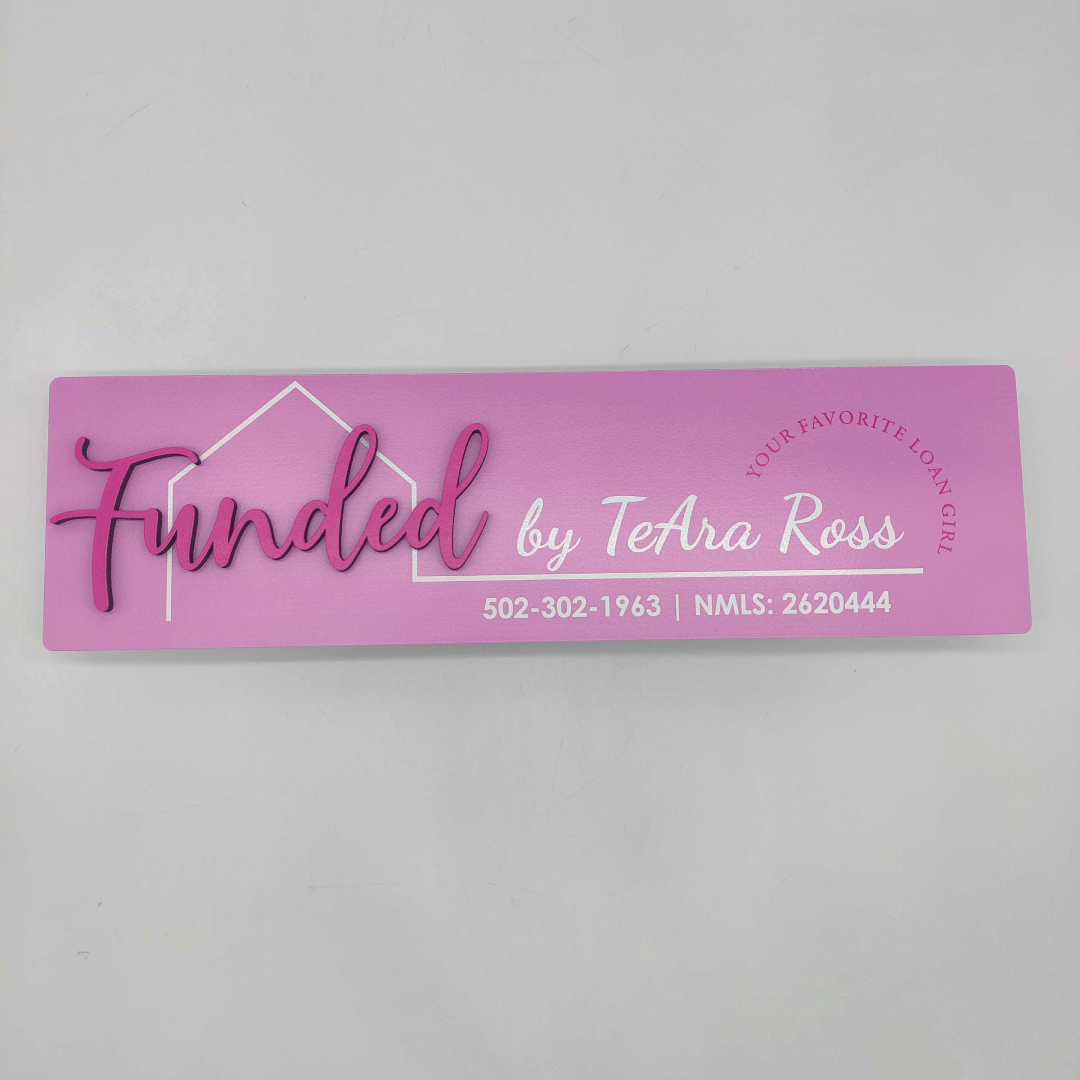 Funded
by TeAra Ross
YOUR FAVORITE LOAN GIRL
502-302-1963 | NMLS: 2620444